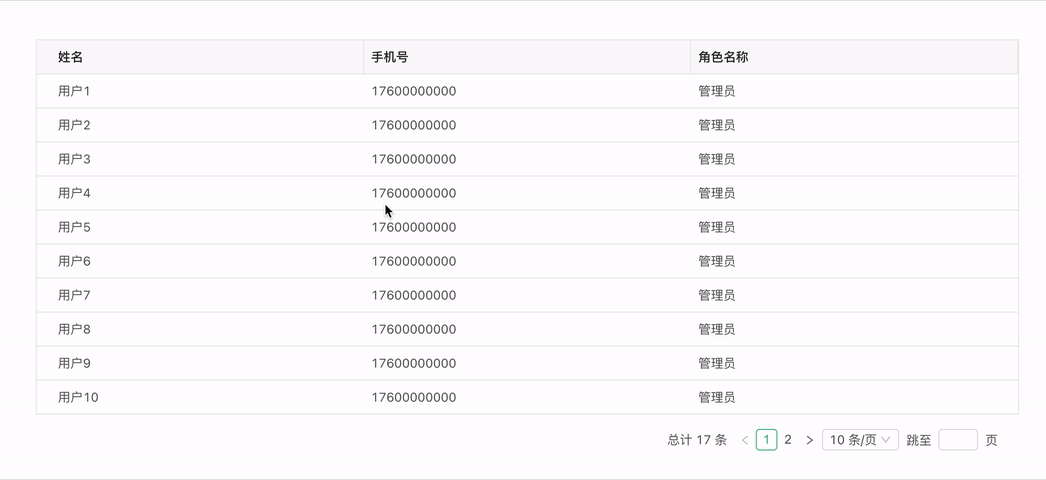 姓名 手机号 角色名称
用户1 17600000000 管理员
用户2 17600000000 管理员
用户3 17600000000 管理员
用户4 17600000000 管理员
用户5 17600000000 管理员
用户6 17600000000 管理员
用户7 17600000000 管理员
用户8 17600000000 管理员
用户9 17600000000 管理员
用户10 17600000000 管理员
总计 17 条 < 1 2 > 10 条/页 跳至 页